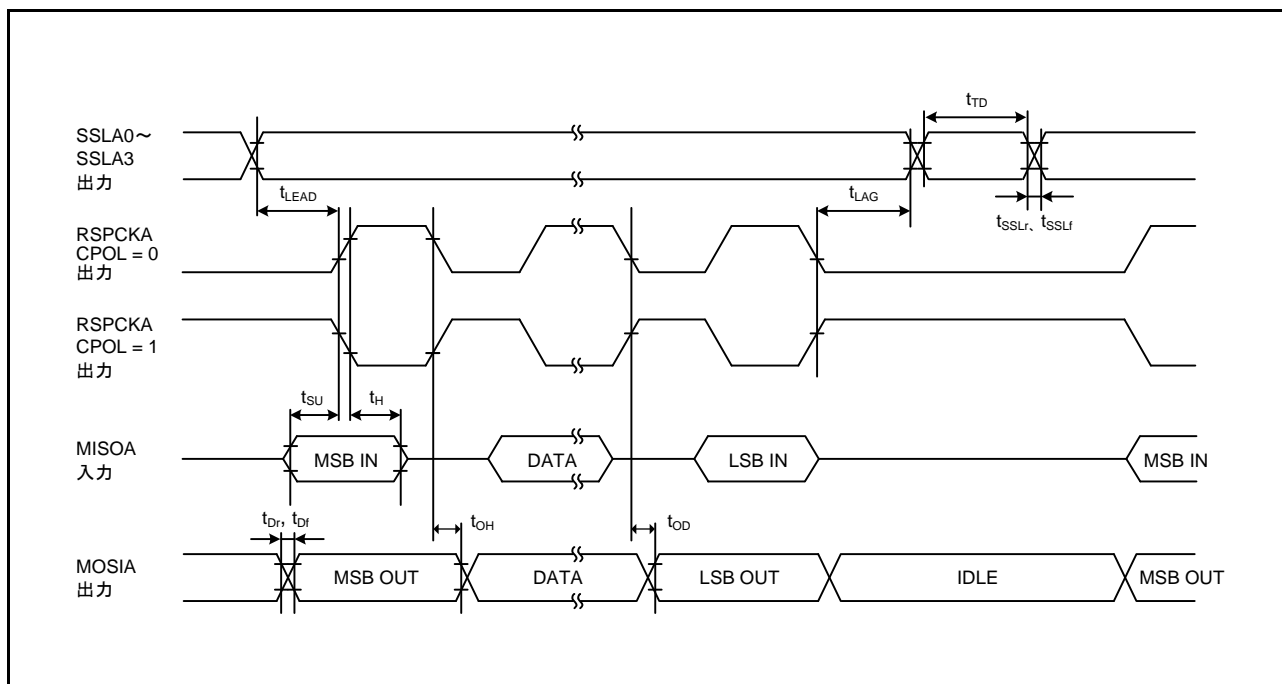 tTD
SSLA0～
SSLA3
出力
tLEAD
tLAG
tSSLr、tSSLf
RSPCKA
CPOL = 0
出力
RSPCKA
CPOL = 1
出力
tSU
tH
MISOA
入力
MSB IN
DATA
LSB IN
MSB IN
tDr, tDf
tOH
tOD
MOSIA
出力
MSB OUT
DATA
LSB OUT
IDLE
MSB OUT